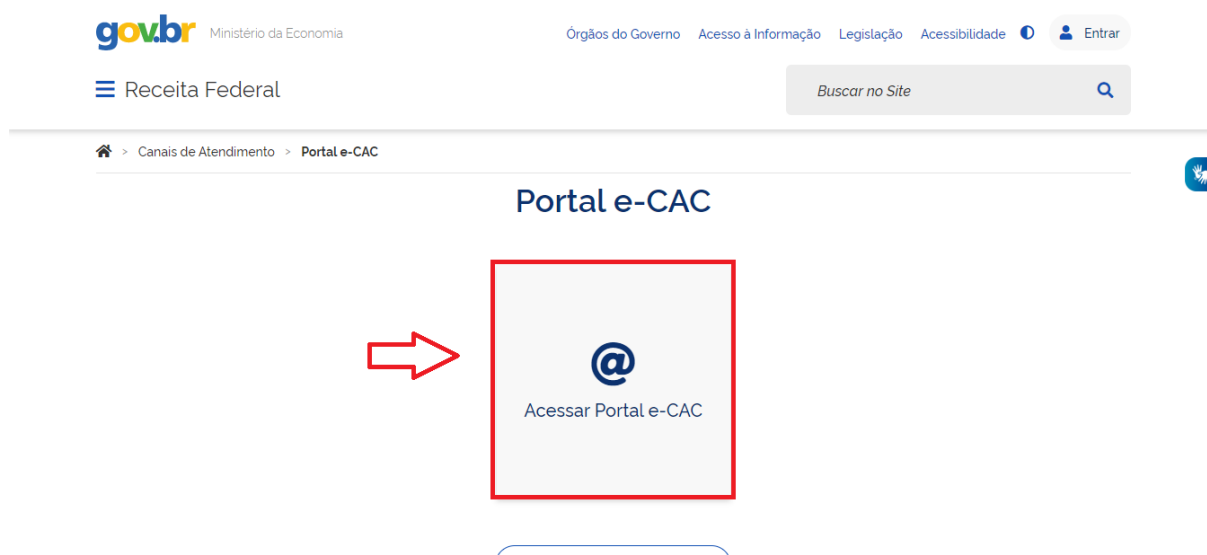 gov.br Ministério da Economia Órgãos do Governo Acesso à Informação Legislação Acessibilidade Entrar
Receita Federal Buscar no Site
> Canais de Atendimento > Portal e-CAC
Portal e-CAC
@
Acessar Portal e-CAC